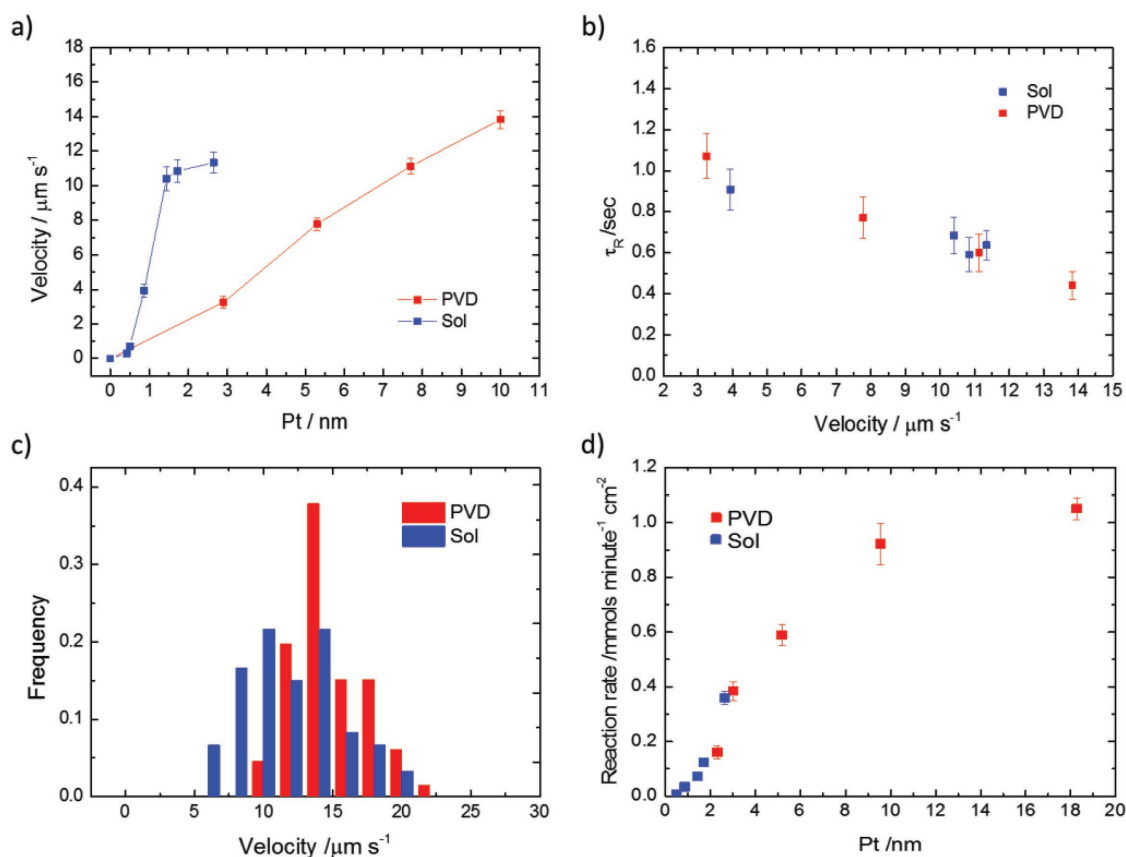 a)
18
16
14
12
10
8
6
4
2
0
Velocity / μm s⁻¹
PVD
Sol
0 1 2 3 4 5 6 7 8 9 10 11
Pt / nm
b)
1.6
1.4
1.2
1.0
0.8
0.6
0.4
0.2
0.0
τR /sec
Sol
PVD
2 3 4 5 6 7 8 9 10 11 12 13 14 15
Velocity / μm s⁻¹
c)
0.4
0.3
0.2
0.1
0.0
Frequency
PVD
Sol
0 5 10 15 20 25 30
Velocity / μm s⁻¹
d)
1.2
1.0
0.8
0.6
0.4
0.2
0.0
Reaction rate /mmols minute⁻¹ cm⁻²
PVD
Sol
0 2 4 6 8 10 12 14 16 18 20
Pt /nm